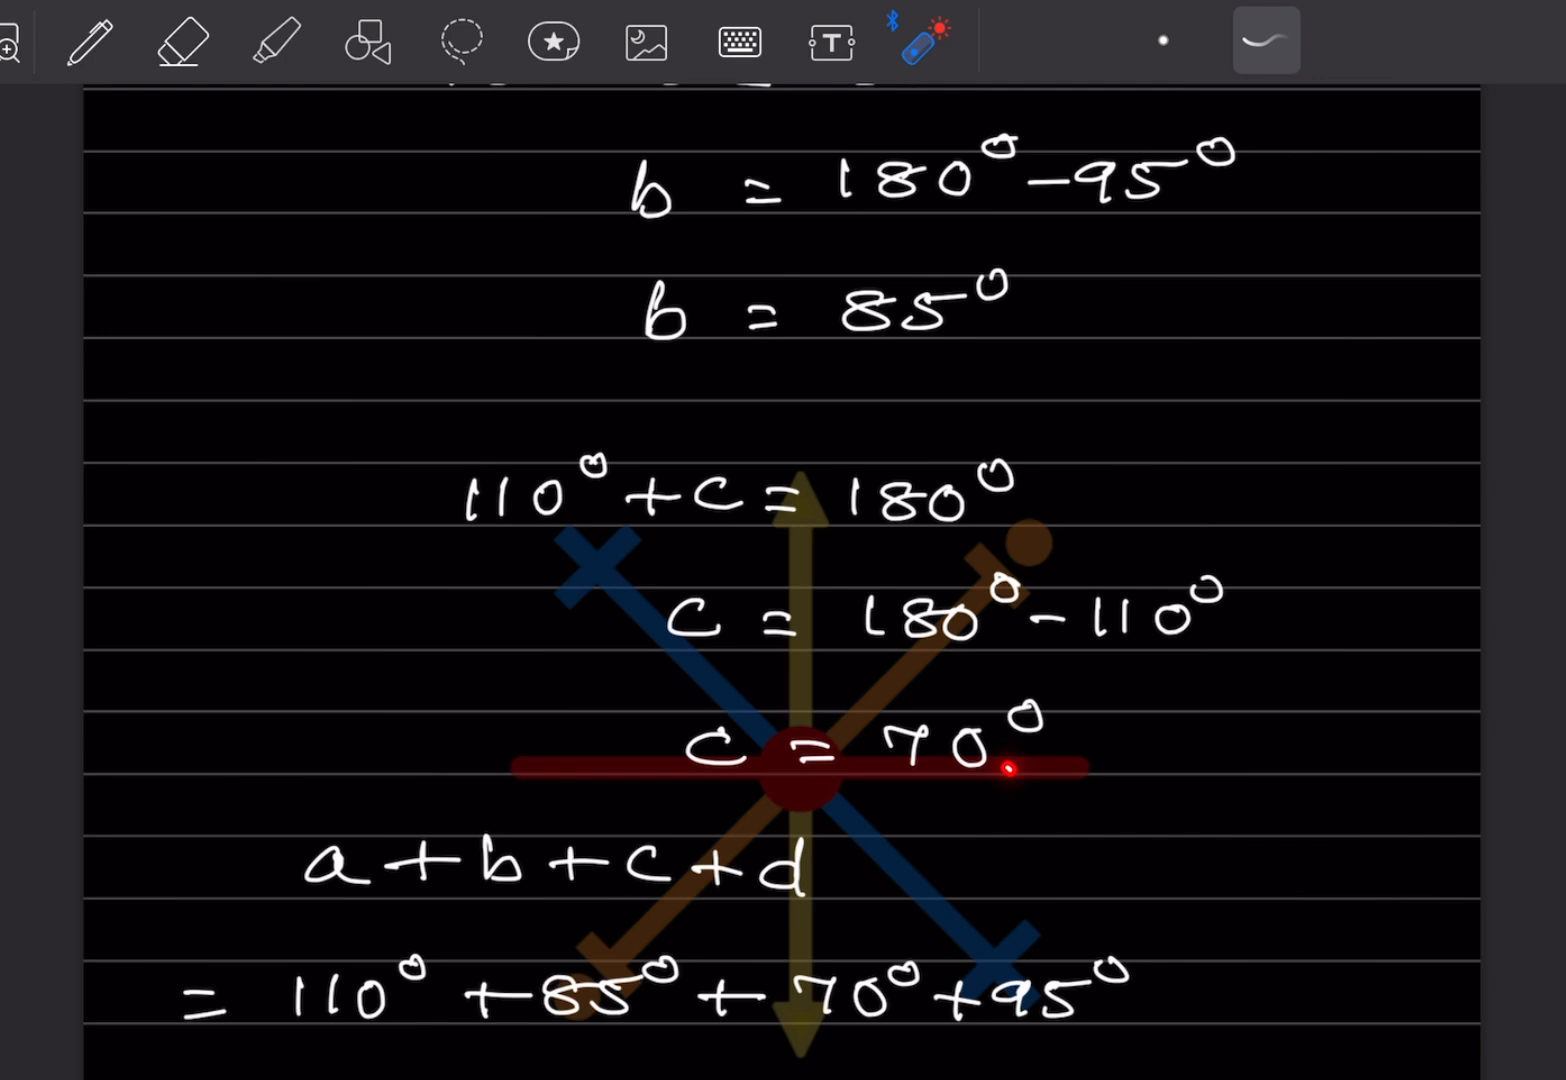 b = 180° - 95°
b = 85°
110° + c = 180°
c = 180° - 110°
c = 70°
a + b + c + d
= 110° + 85° + 70° + 95°